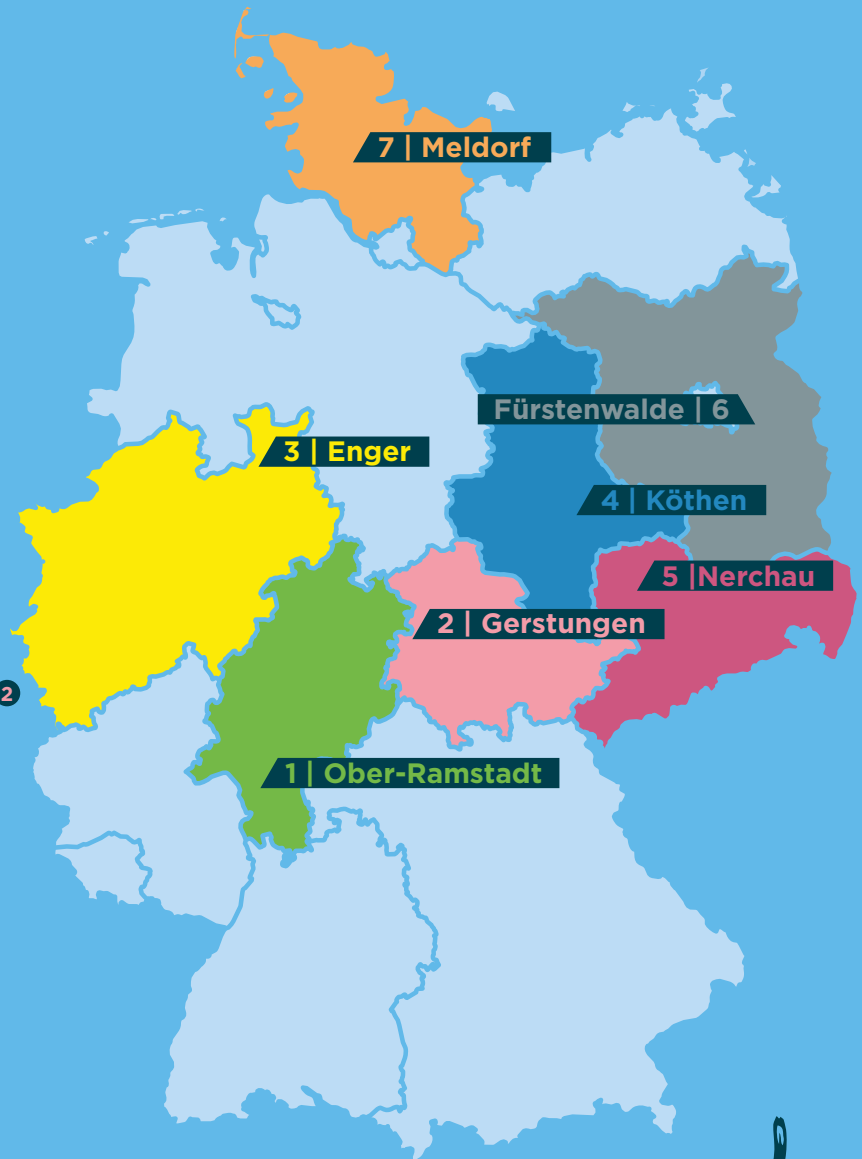 7 | Meldorf
Fürstenwalde | 6
3 | Enger
4 | Köthen
5 |Nerchau
2 | Gerstungen
2
1 | Ober-Ramstadt